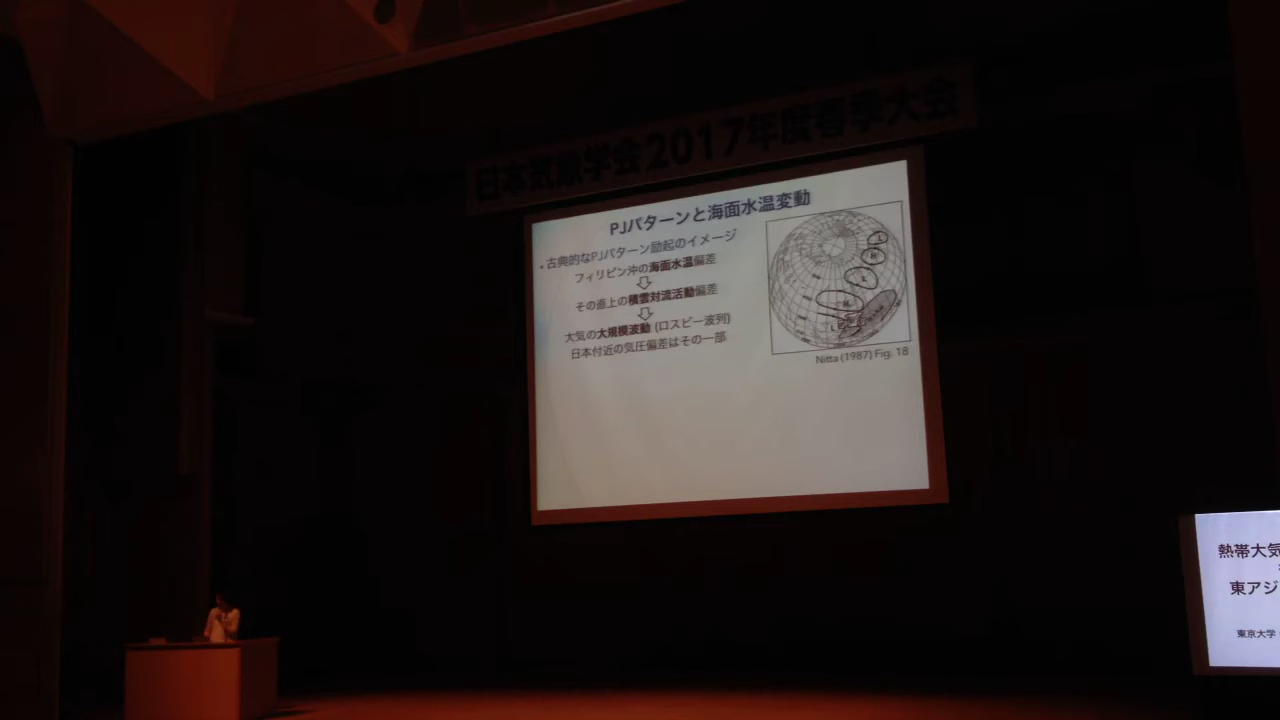 日本気象学会2017年度春季大会
PJパターンと海面水温変動
• 古典的なPJパターン励起のイメージ
フィリピン沖の海面水温偏差
その直上の積雲対流活動偏差
大気の大規模波動 (ロスビー波列)
日本付近の気圧偏差はその一部
Nitta (1987) Fig. 18
熱帯大気
東アジ
東京大学